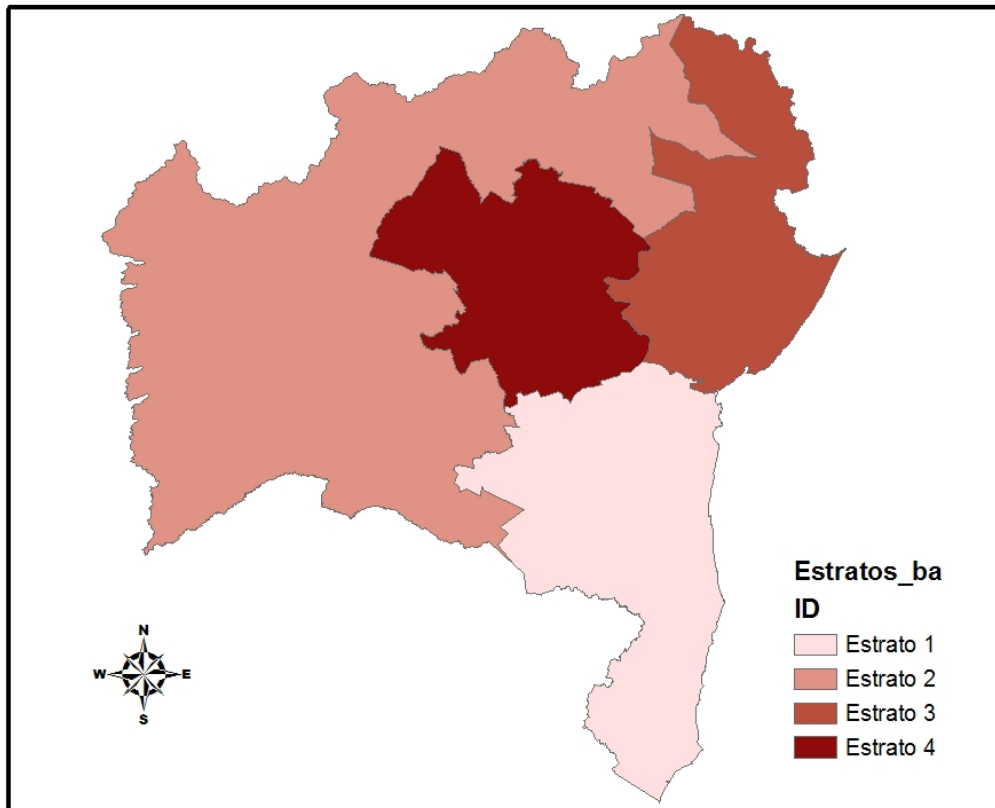 Estratos_ba
ID
Estrato 1
Estrato 2
Estrato 3
Estrato 4
N
W E
S